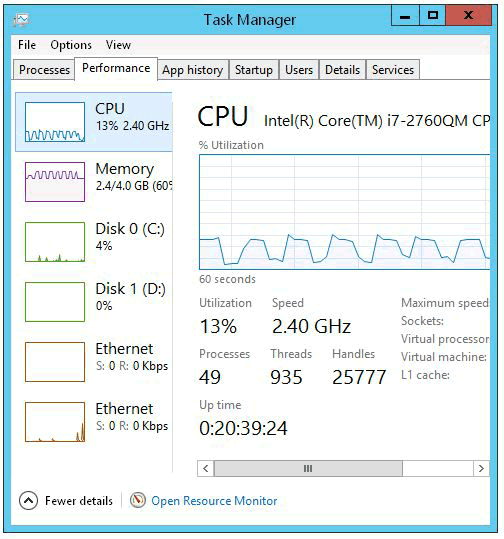 Task Manager
File Options View
Processes Performance App history Startup Users Details Services
CPU
13% 2.40 GHz
Memory
2.4/4.0 GB (60%
Disk 0 (C:)
4%
Disk 1 (D:)
0%
Ethernet
S: 0 R: 0 Kbps
Ethernet
S: 0 R: 0 Kbps
CPU Intel(R) Core(TM) i7-2760QM CP
% Utilization
60 seconds
Utilization Speed
13% 2.40 GHz
Processes Threads Handles
49 935 25777
Up time
0:20:39:24
Maximum speed
Sockets:
Virtual processor
Virtual machine:
L1 cache:
Fewer details Open Resource Monitor